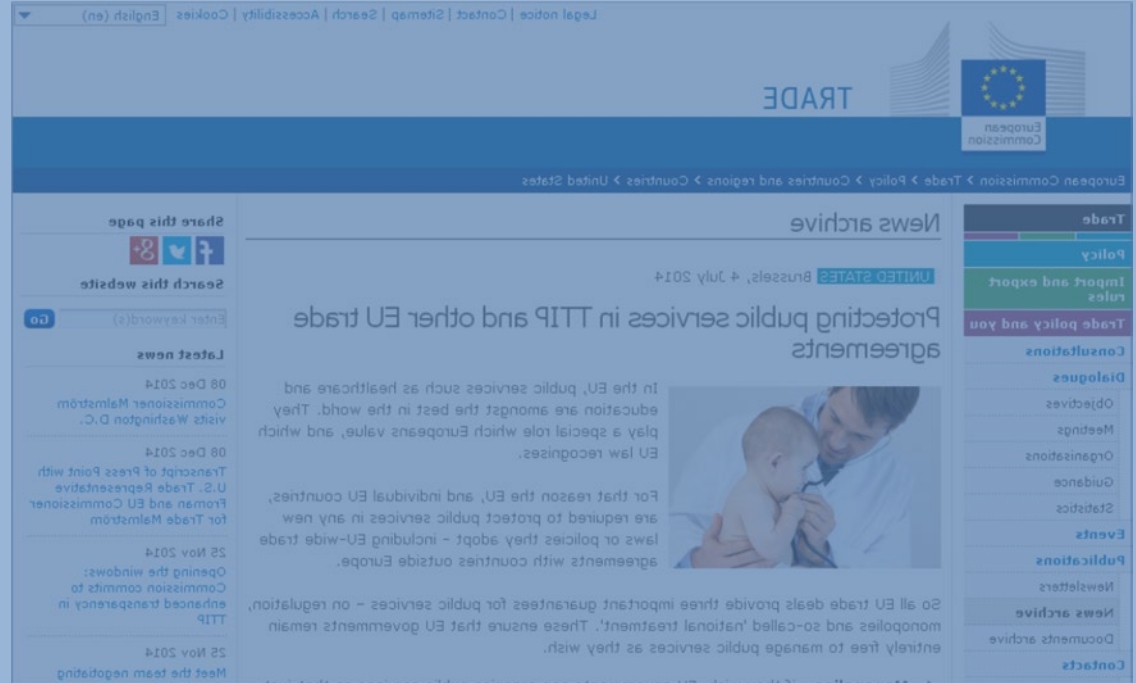 Legal notice | Contact | Sitemap | Search | Accessibility | Cookies English (en)
European
Commission
TRADE
European Commission > Trade > Policy > Countries and regions > Countries > United States
Trade
Policy
Import and export
rules
Trade policy and you
Consultations
Dialogues
Objectives
Meetings
Organisations
Guidance
Statistics
Events
Publications
Newsletters
News archive
Documents archive
Contacts
News archive
UNITED STATES Brussels, 4 July 2014
Protecting public services in TTIP and other EU trade
agreements
In the EU, public services such as healthcare and
education are amongst the best in the world. They
play a special role which Europeans value, and which
EU law recognises.
For that reason the EU, and individual EU countries,
are required to protect public services in any new
laws or policies they adopt – including EU-wide trade
agreements with countries outside Europe.
So all EU trade deals provide three important guarantees for public services – on regulation,
monopolies and so-called 'national treatment'. These ensure that EU governments remain
entirely free to manage public services as they wish.
Share this page
Search this website
Enter keyword(s) Go
Latest news
08 Dec 2014
Commissioner Malmström
visits Washington D.C.
08 Dec 2014
Transcript of Press Point with
U.S. Trade Representative
Froman and EU Commissioner
for Trade Malmström
25 Nov 2014
Opening the windows:
Commission commits to
enhanced transparency in
TTIP
25 Nov 2014
Meet the team negotiating